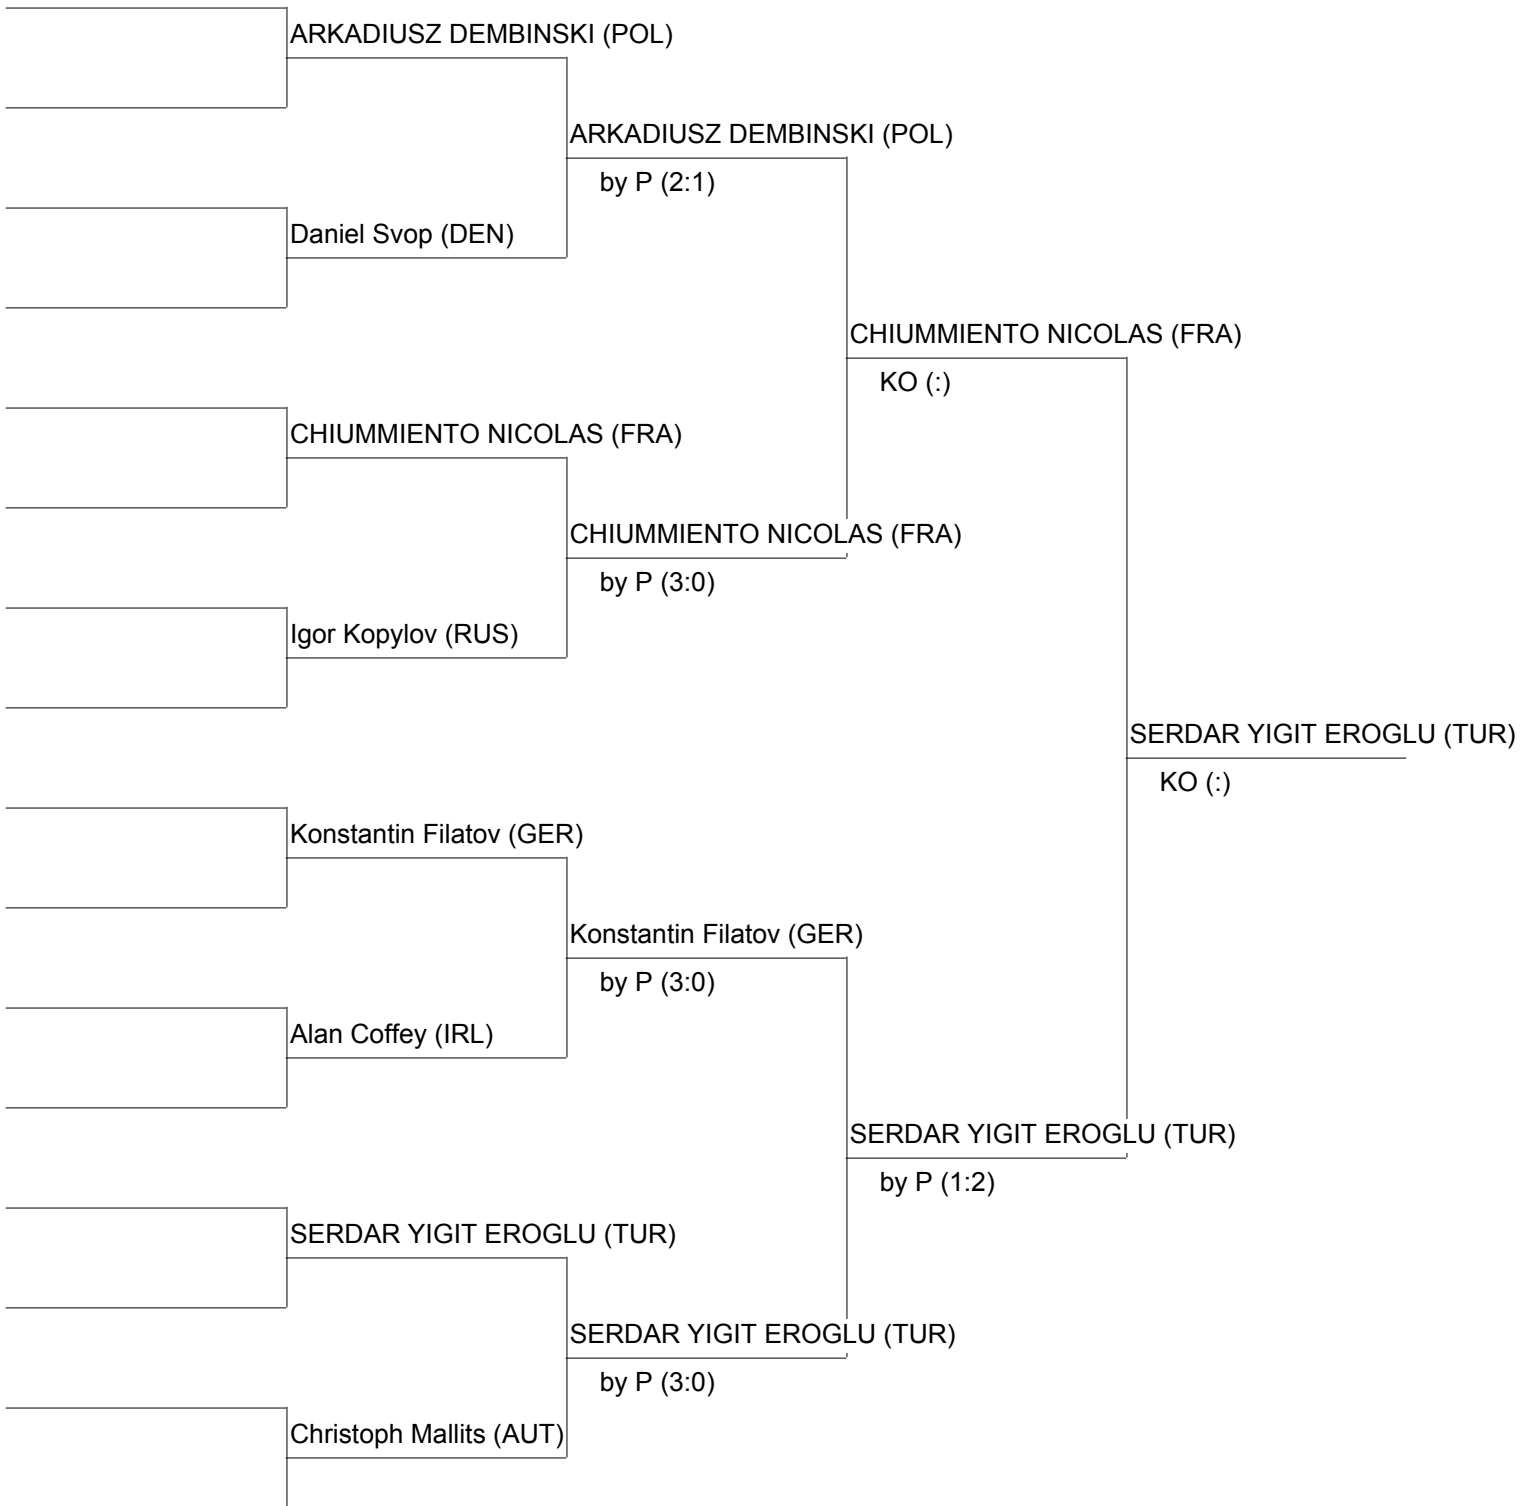 ARKADIUSZ DEMBINSKI (POL)
ARKADIUSZ DEMBINSKI (POL)
by P (2:1)
Daniel Svop (DEN)
CHIUMMIENTO NICOLAS (FRA)
KO (:)
CHIUMMIENTO NICOLAS (FRA)
CHIUMMIENTO NICOLAS (FRA)
by P (3:0)
Igor Kopylov (RUS)
SERDAR YIGIT EROGLU (TUR)
KO (:)
Konstantin Filatov (GER)
Konstantin Filatov (GER)
by P (3:0)
Alan Coffey (IRL)
SERDAR YIGIT EROGLU (TUR)
by P (1:2)
SERDAR YIGIT EROGLU (TUR)
SERDAR YIGIT EROGLU (TUR)
by P (3:0)
Christoph Mallits (AUT)